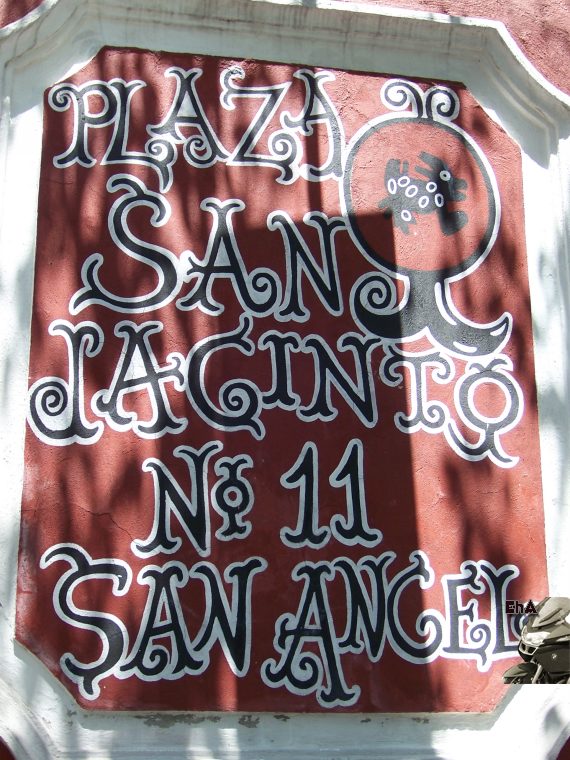 PLAZA
SAN
JACINTO
Nº 11
SAN ANGEL
EhA